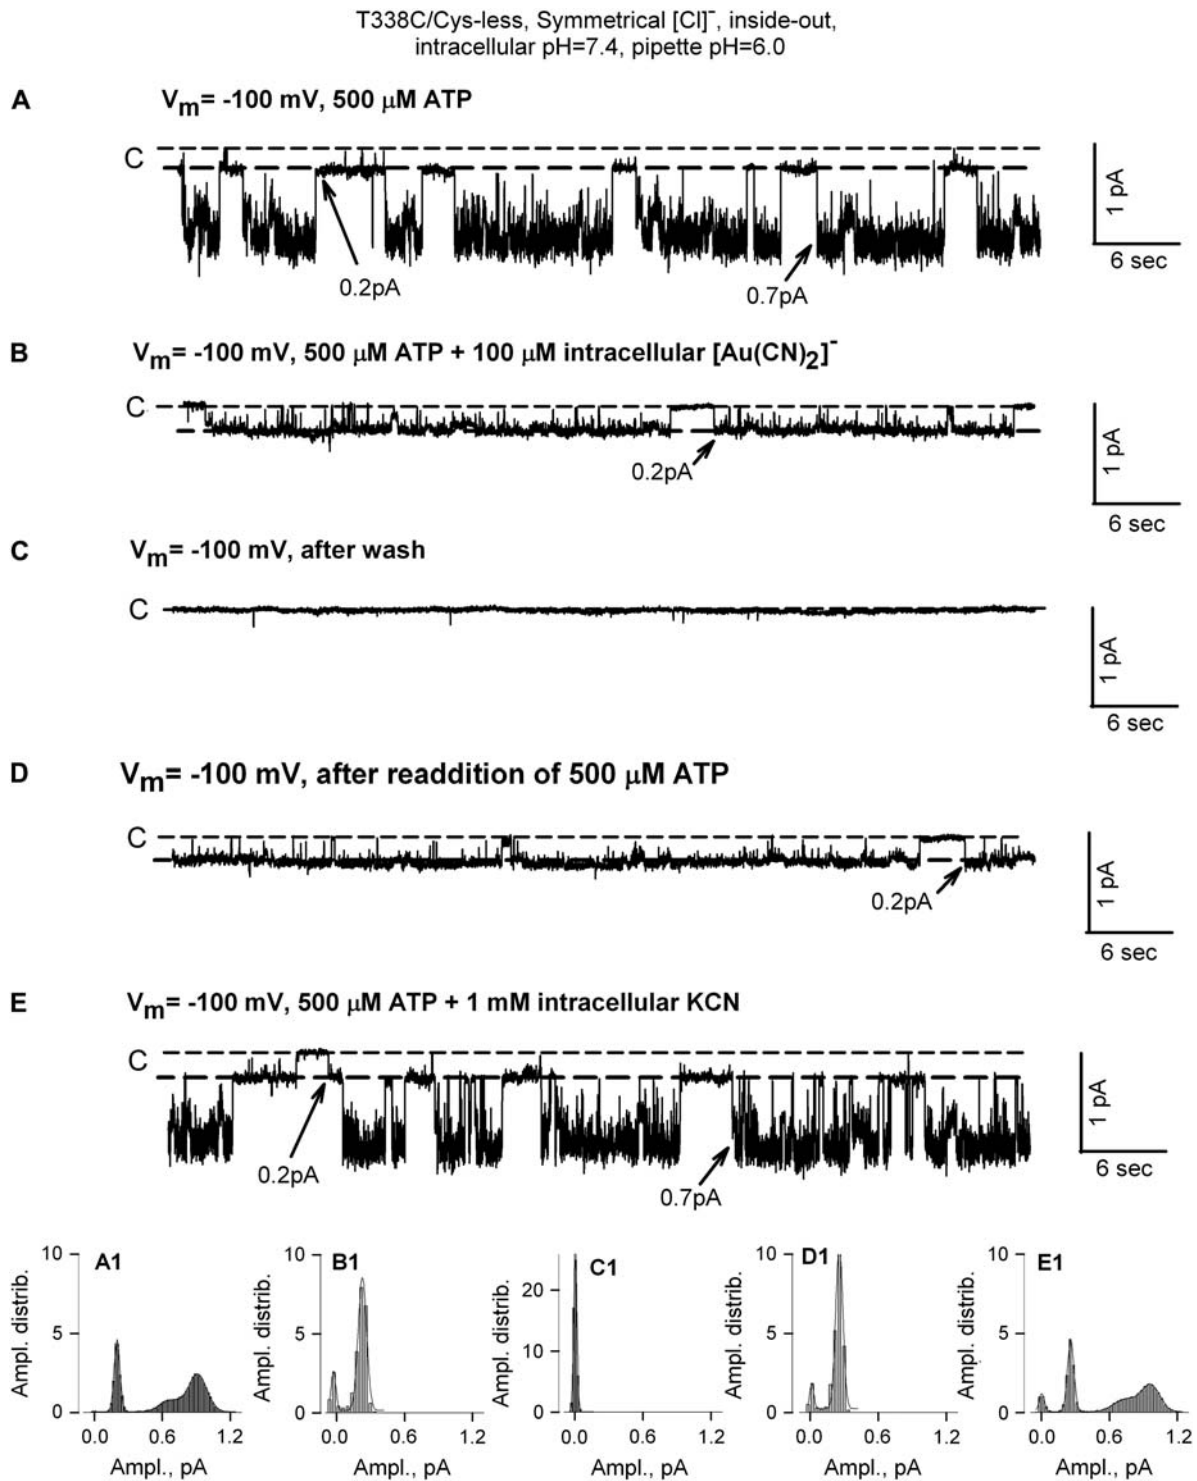 T338C/Cys-less, Symmetrical [Cl]⁻, inside-out,
intracellular pH=7.4, pipette pH=6.0
A
Vm= -100 mV, 500 µM ATP
C
0.2pA
0.7pA
1 pA
6 sec
B
Vm= -100 mV, 500 µM ATP + 100 µM intracellular [Au(CN)2]⁻
C
0.2pA
1 pA
6 sec
C
Vm= -100 mV, after wash
C
1 pA
6 sec
D
Vm= -100 mV, after readdition of 500 µM ATP
C
0.2pA
1 pA
6 sec
E
Vm= -100 mV, 500 µM ATP + 1 mM intracellular KCN
C
0.2pA
0.7pA
1 pA
6 sec
A1
Ampl. distrib.
10
5
0
0.0 0.6 1.2
Ampl., pA
B1
Ampl. distrib.
10
5
0
0.0 0.6 1.2
Ampl., pA
C1
Ampl. distrib.
20
10
0
0.0 0.6 1.2
Ampl., pA
D1
Ampl. distrib.
10
5
0
0.0 0.6 1.2
Ampl., pA
E1
Ampl. distrib.
10
5
0
0.0 0.6 1.2
Ampl., pA